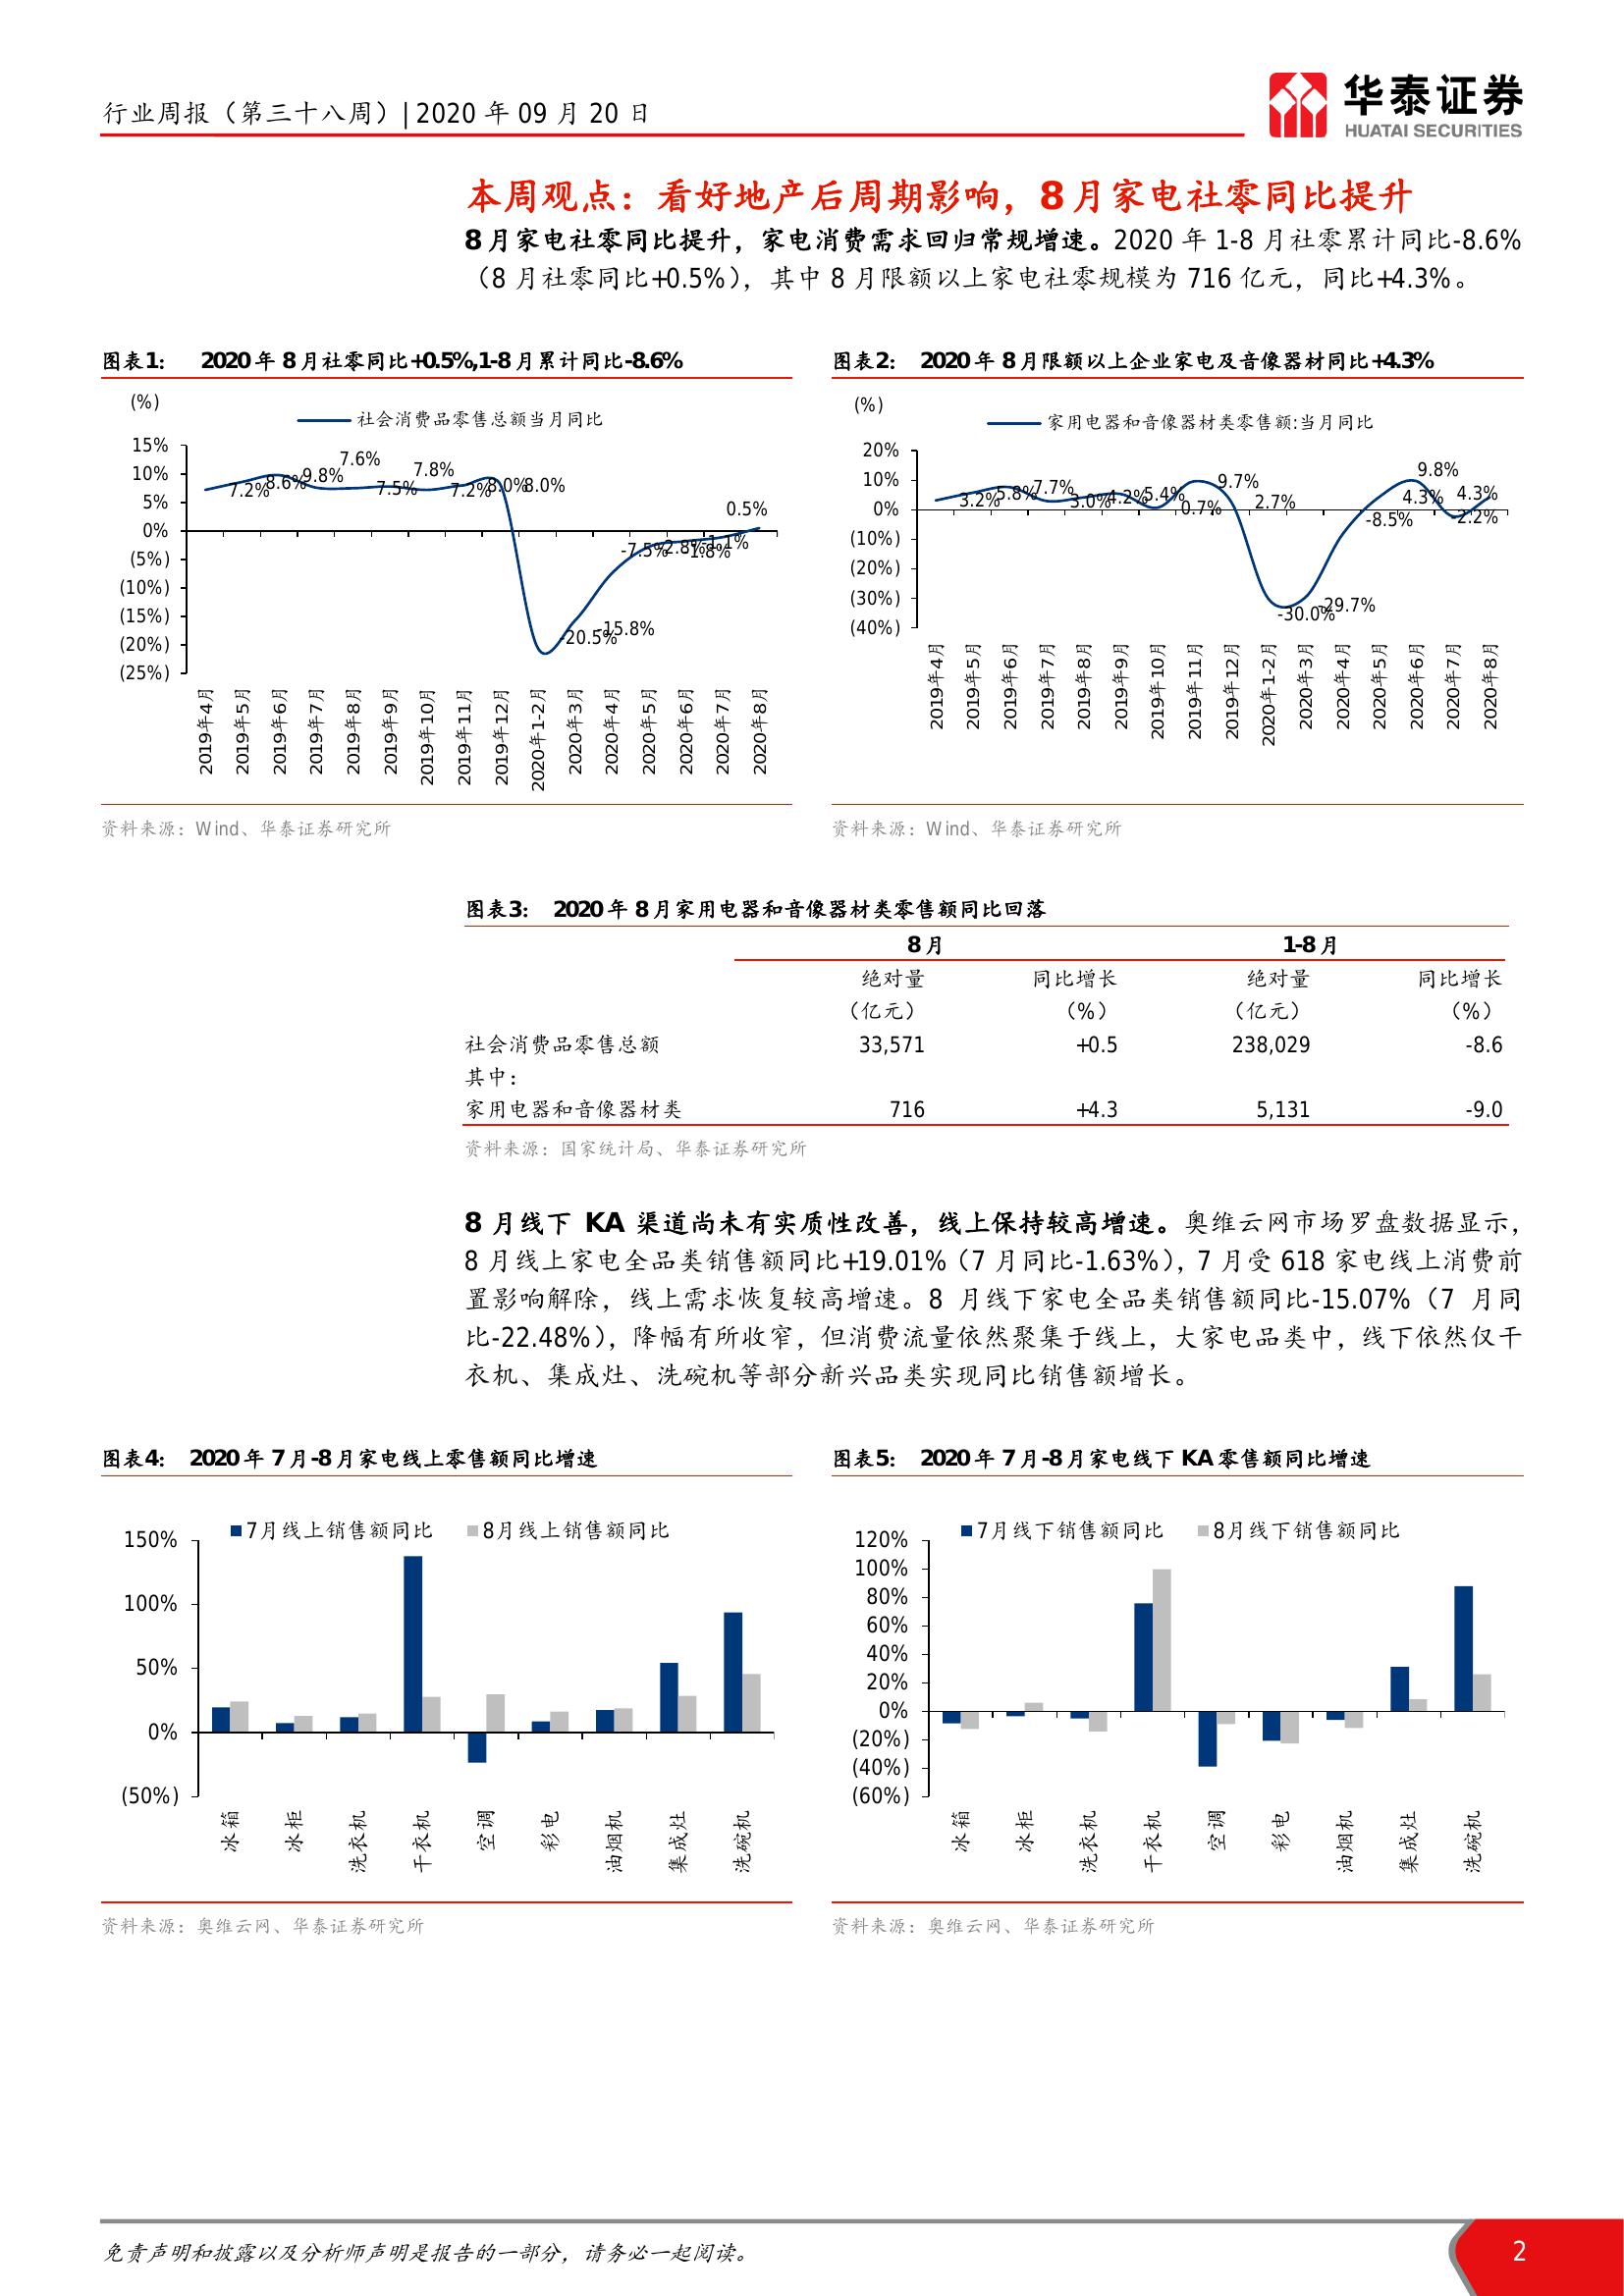 行业周报（第三十八周）|2020 年 09 月 20 日
华泰证券
HUATAI SECURITIES
本周观点：看好地产后周期影响，8月家电社零同比提升
8月家电社零同比提升，家电消费需求回归常规增速。2020 年 1-8 月社零累计同比-8.6%
（8 月社零同比+0.5%），其中 8 月限额以上家电社零规模为 716 亿元，同比+4.3%。
图表1： 2020 年 8 月社零同比+0.5%,1-8 月累计同比-8.6%
(%)
社会消费品零售总额当月同比
15%
10%
5%
0%
(5%)
(10%)
(15%)
(20%)
(25%)
7.2%
8.6%
9.8%
7.6%
7.5%
7.8%
7.2%
8.0%
8.0%
-20.5%
-15.8%
-7.5%
-2.8%
-1.8%
-1.1%
0.5%
2019年4月
2019年5月
2019年6月
2019年7月
2019年8月
2019年9月
2019年10月
2019年11月
2019年12月
2020年1-2月
2020年3月
2020年4月
2020年5月
2020年6月
2020年7月
2020年8月
资料来源：Wind、华泰证券研究所
图表2： 2020 年 8 月限额以上企业家电及音像器材同比+4.3%
(%)
家用电器和音像器材类零售额:当月同比
20%
10%
0%
(10%)
(20%)
(30%)
(40%)
3.2%
5.8%
7.7%
3.0%
4.2%
5.4%
0.7%
9.7%
2.7%
-30.0%
-29.7%
-8.5%
4.3%
9.8%
-2.2%
4.3%
2019年4月
2019年5月
2019年6月
2019年7月
2019年8月
2019年9月
2019年10月
2019年11月
2019年12月
2020年1-2月
2020年3月
2020年4月
2020年5月
2020年6月
2020年7月
2020年8月
资料来源：Wind、华泰证券研究所
图表3： 2020 年 8 月家用电器和音像器材类零售额同比回落
8 月 1-8 月
绝对量 同比增长 绝对量 同比增长
（亿元） （%） （亿元） （%）
社会消费品零售总额 33,571 +0.5 238,029 -8.6
其中：
家用电器和音像器材类 716 +4.3 5,131 -9.0
资料来源：国家统计局、华泰证券研究所
8 月线下 KA 渠道尚未有实质性改善，线上保持较高增速。奥维云网市场罗盘数据显示，
8 月线上家电全品类销售额同比+19.01%（7 月同比-1.63%），7 月受 618 家电线上消费前
置影响解除，线上需求恢复较高增速。8 月线下家电全品类销售额同比-15.07%（7 月同
比-22.48%），降幅有所收窄，但消费流量依然聚集于线上，大家电品类中，线下依然仅干
衣机、集成灶、洗碗机等部分新兴品类实现同比销售额增长。
图表4： 2020 年 7 月-8 月家电线上零售额同比增速
7月线上销售额同比 8月线上销售额同比
150%
100%
50%
0%
(50%)
冰箱
冰柜
洗衣机
干衣机
空调
彩电
油烟机
集成灶
洗碗机
资料来源：奥维云网、华泰证券研究所
图表5： 2020 年 7 月-8 月家电线下 KA 零售额同比增速
7月线下销售额同比 8月线下销售额同比
120%
100%
80%
60%
40%
20%
0%
(20%)
(40%)
(60%)
冰箱
冰柜
洗衣机
干衣机
空调
彩电
油烟机
集成灶
洗碗机
资料来源：奥维云网、华泰证券研究所
免责声明和披露以及分析师声明是报告的一部分，请务必一起阅读。
2